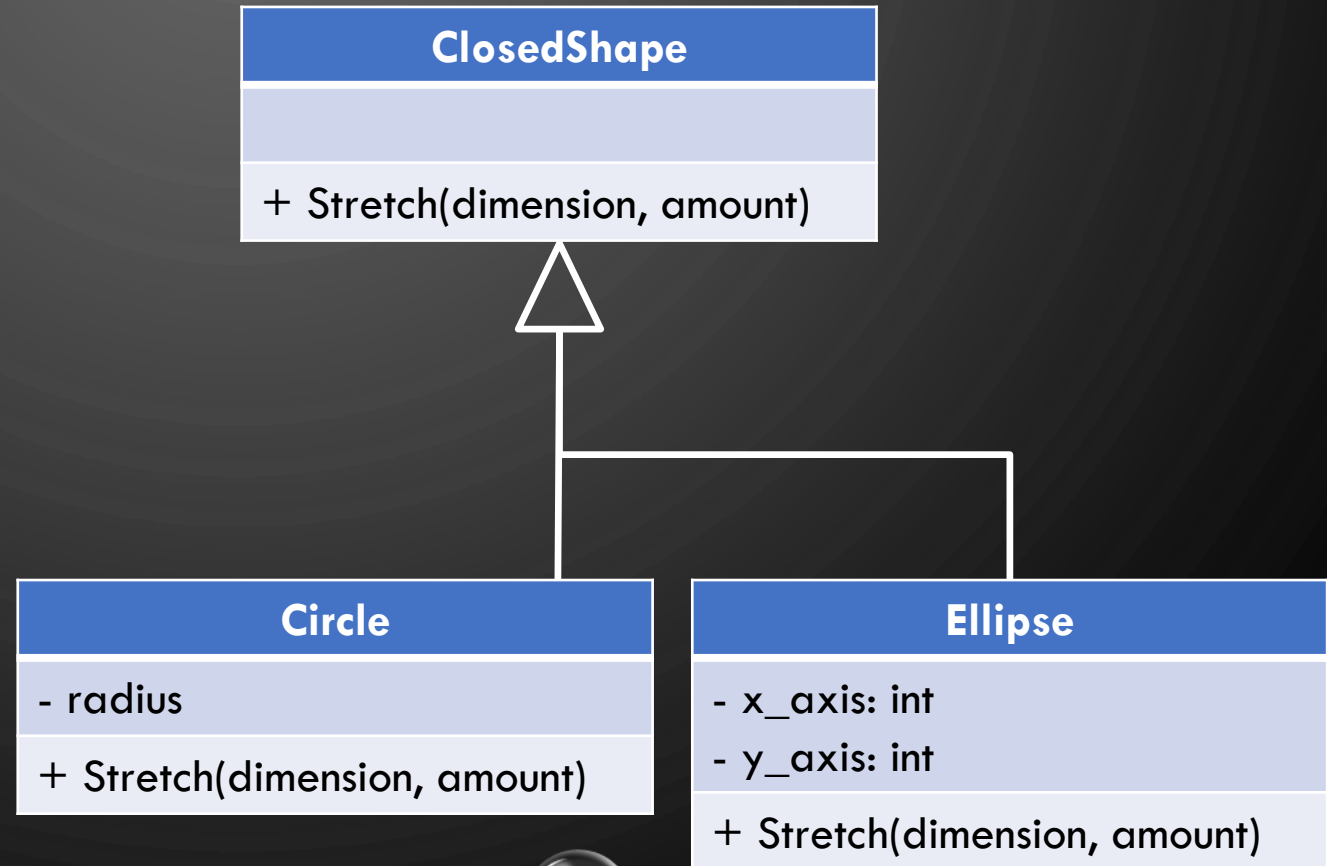 ClosedShape
+ Stretch(dimension, amount)
Circle
- radius
+ Stretch(dimension, amount)
Ellipse
- x_axis: int
- y_axis: int
+ Stretch(dimension, amount)